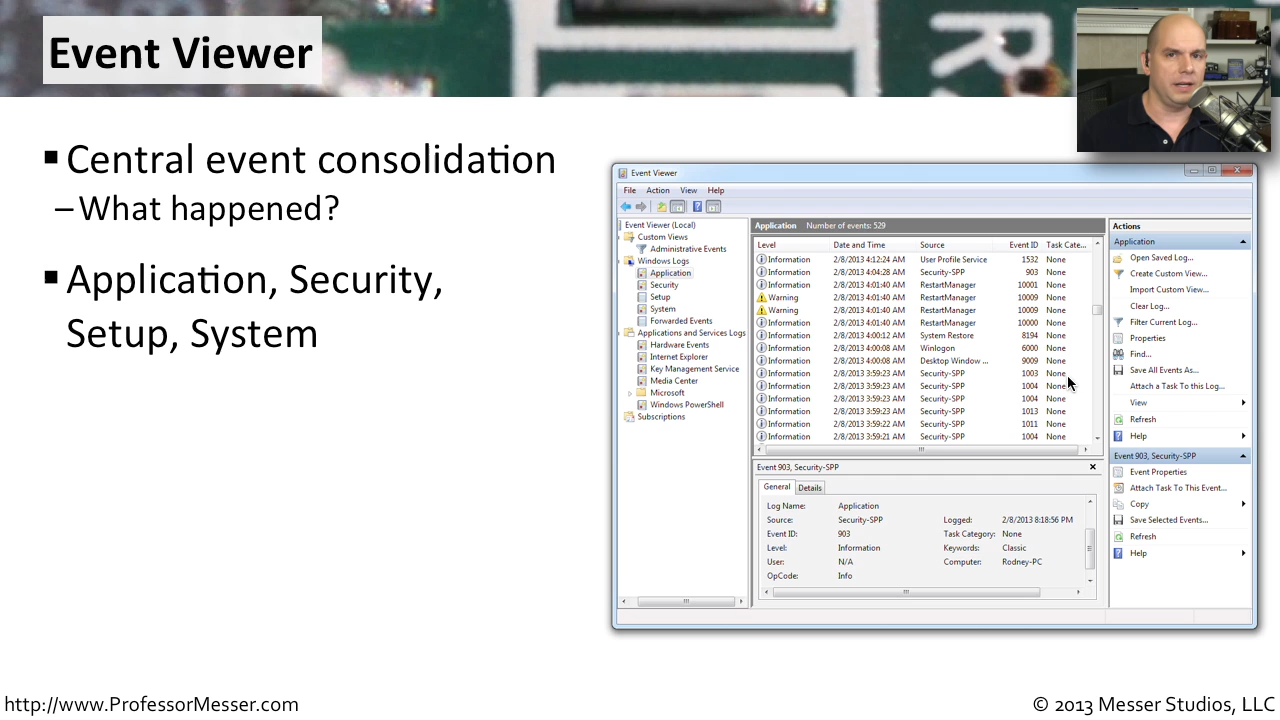 Event Viewer
▪ Central event consolidation
– What happened?
▪ Application, Security,
Setup, System
Event Viewer
File Action View Help
Event Viewer (Local)
Custom Views
Administrative Events
Windows Logs
Application
Security
Setup
System
Forwarded Events
Applications and Services Logs
Hardware Events
Internet Explorer
Key Management Service
Media Center
Microsoft
Windows PowerShell
Subscriptions
Application Number of events: 529
Level Date and Time Source Event ID Task Cate...
Information 2/8/2013 4:12:24 AM User Profile Service 1532 None
Information 2/8/2013 4:04:28 AM Security-SPP 903 None
Information 2/8/2013 4:01:40 AM RestartManager 10001 None
Warning 2/8/2013 4:01:40 AM RestartManager 10009 None
Warning 2/8/2013 4:01:40 AM RestartManager 10009 None
Information 2/8/2013 4:01:40 AM RestartManager 10000 None
Information 2/8/2013 4:00:12 AM System Restore 8194 None
Information 2/8/2013 4:00:08 AM Winlogon 6000 None
Information 2/8/2013 4:00:08 AM Desktop Window ... 9009 None
Information 2/8/2013 3:59:23 AM Security-SPP 1003 None
Information 2/8/2013 3:59:23 AM Security-SPP 1004 None
Information 2/8/2013 3:59:23 AM Security-SPP 1004 None
Information 2/8/2013 3:59:23 AM Security-SPP 1013 None
Information 2/8/2013 3:59:22 AM Security-SPP 1011 None
Information 2/8/2013 3:59:21 AM Security-SPP 1004 None
Event 903, Security-SPP
General Details
Log Name: Application
Source: Security-SPP Logged: 2/8/2013 8:18:56 PM
Event ID: 903 Task Category: None
Level: Information Keywords: Classic
User: N/A Computer: Rodney-PC
OpCode: Info
Actions
Application
Open Saved Log...
Create Custom View...
Import Custom View...
Clear Log...
Filter Current Log...
Properties
Find...
Save All Events As...
Attach a Task To this Log...
View
Refresh
Help
Event 903, Security-SPP
Event Properties
Attach Task To This Event...
Copy
Save Selected Events...
Refresh
Help
http://www.ProfessorMesser.com
© 2013 Messer Studios, LLC